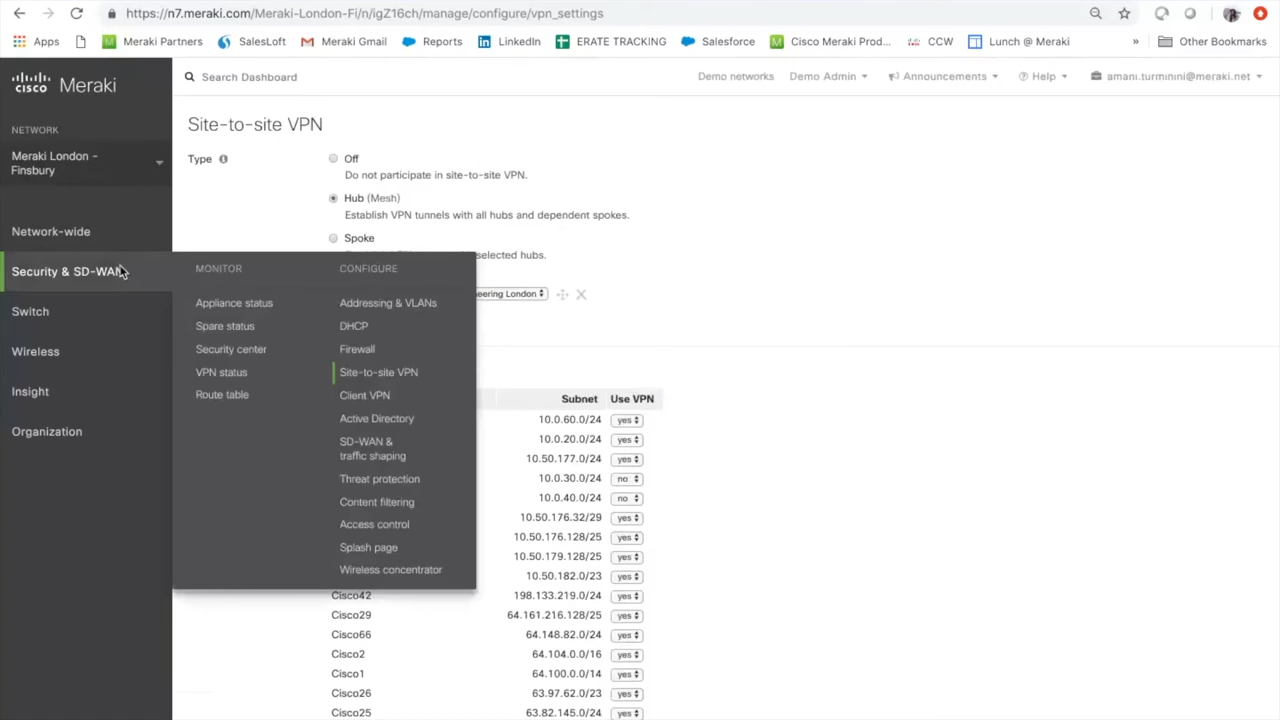 https://n7.meraki.com/Meraki-London-Fi/n/igZ16ch/manage/configure/vpn_settings
Apps
Meraki Partners
SalesLoft
Meraki Gmail
Reports
LinkedIn
ERATE TRACKING
Salesforce
Cisco Meraki Prod...
CCW
Lunch @ Meraki
»
Other Bookmarks
cisco Meraki
Search Dashboard
Demo networks
Demo Admin
Announcements
Help
amani.turminini@meraki.net
NETWORK
Meraki London -
Finsbury
Network-wide
Security & SD-WAN
Switch
Wireless
Insight
Organization
Site-to-site VPN
Type
Off
Do not participate in site-to-site VPN.
Hub (Mesh)
Establish VPN tunnels with all hubs and dependent spokes.
Spoke
selected hubs.
eering London
MONITOR
Appliance status
Spare status
Security center
VPN status
Route table
CONFIGURE
Addressing & VLANs
DHCP
Firewall
Site-to-site VPN
Client VPN
Active Directory
SD-WAN &
traffic shaping
Threat protection
Content filtering
Access control
Splash page
Wireless concentrator
Subnet Use VPN
10.0.60.0/24 yes
10.0.20.0/24 yes
10.50.177.0/24 yes
10.0.30.0/24 no
10.0.40.0/24 no
10.50.176.32/29 yes
10.50.176.128/25 yes
10.50.179.128/25 yes
10.50.182.0/23 yes
Cisco42 198.133.219.0/24 yes
Cisco29 64.161.216.128/25 yes
Cisco66 64.148.82.0/24 yes
Cisco2 64.104.0.0/16 yes
Cisco1 64.100.0.0/14 yes
Cisco26 63.97.62.0/23 yes
Cisco25 63.82.145.0/24 yes